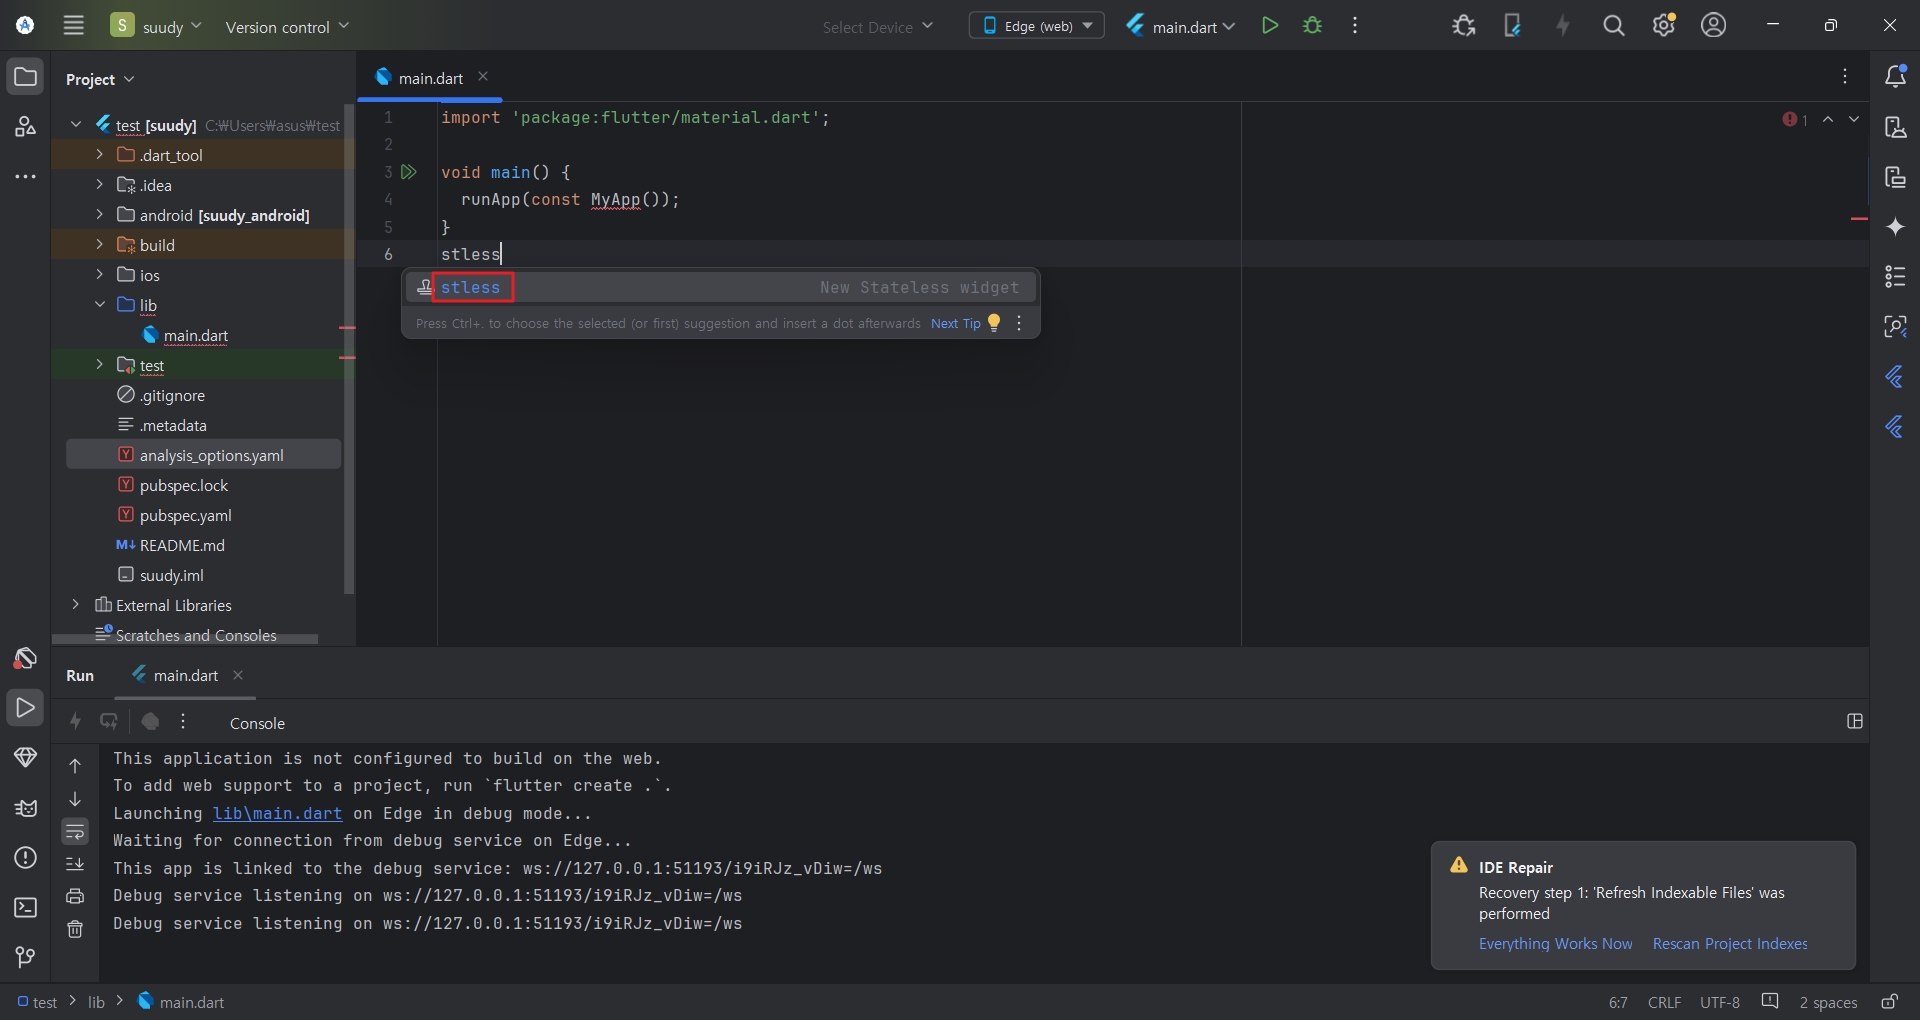 S suudy Version control Select Device Edge (web) main.dart
Project main.dart
test [suudy] C:₩Users₩asus₩test
.dart_tool
.idea
android [suudy_android]
build
ios
lib
main.dart
test
.gitignore
.metadata
analysis_options.yaml
pubspec.lock
pubspec.yaml
README.md
suudy.iml
External Libraries
Scratches and Consoles
1 import 'package:flutter/material.dart';
2
3 void main() {
4 runApp(const MyApp());
5 }
6 stless
1
stless New Stateless widget
Press Ctrl+. to choose the selected (or first) suggestion and insert a dot afterwards Next Tip
Run main.dart
Console
This application is not configured to build on the web.
To add web support to a project, run `flutter create .`.
Launching lib\main.dart on Edge in debug mode...
Waiting for connection from debug service on Edge...
This app is linked to the debug service: ws://127.0.0.1:51193/i9iRJz_vDiw=/ws
Debug service listening on ws://127.0.0.1:51193/i9iRJz_vDiw=/ws
Debug service listening on ws://127.0.0.1:51193/i9iRJz_vDiw=/ws
IDE Repair
Recovery step 1: 'Refresh Indexable Files' was
performed
Everything Works Now Rescan Project Indexes
test > lib > main.dart 6:7 CRLF UTF-8 2 spaces